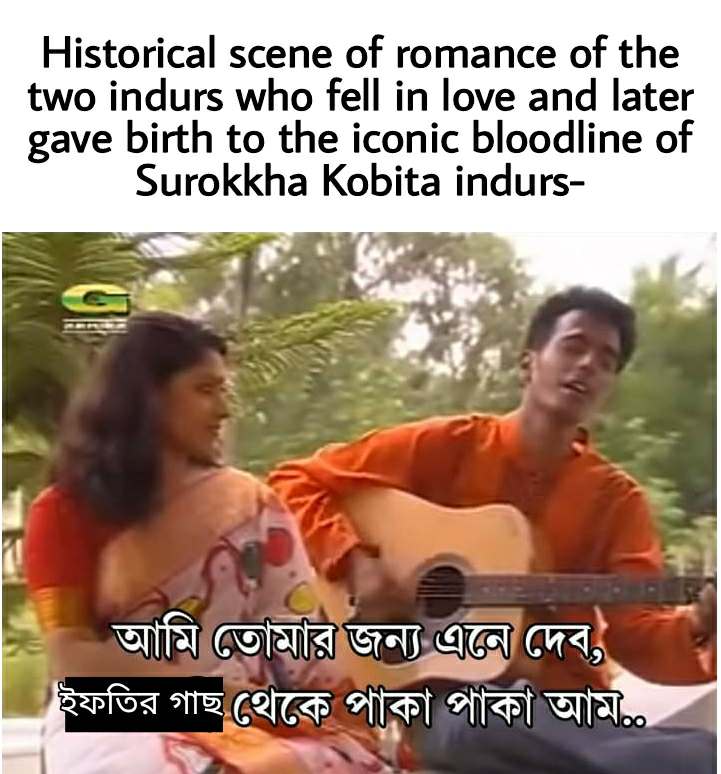 Historical scene of romance of the
two indurs who fell in love and later
gave birth to the iconic bloodline of
Surokkha Kobita indurs-
আমি তোমার জন্য এনে দেব,
ইফতির গাছ থেকে পাকা পাকা আম..